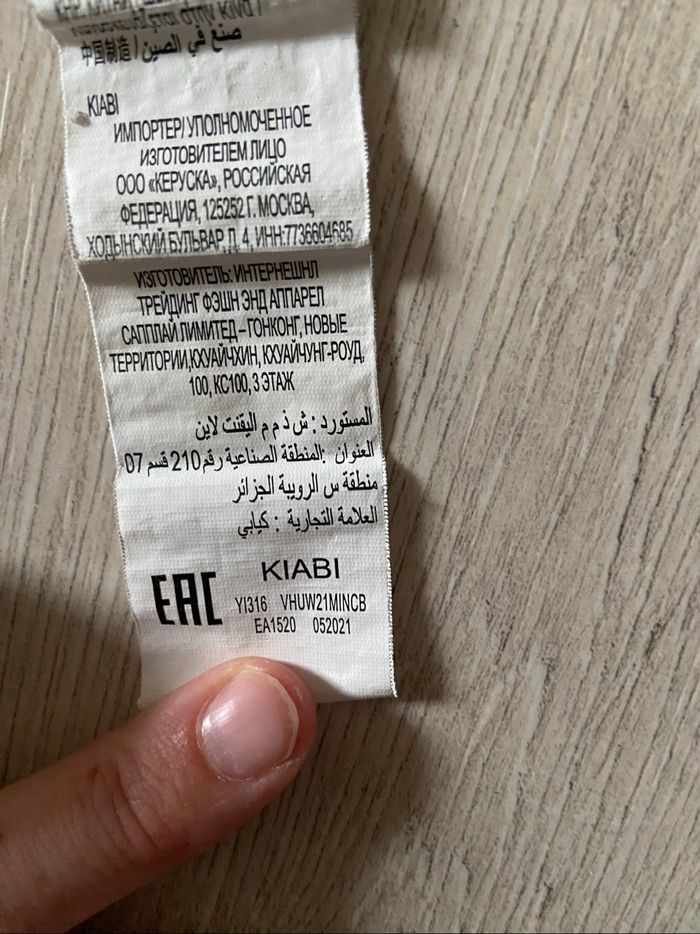 中国制造 / صنع في الصين
KIABI
ИМПОРТЕР/ УПОЛНОМОЧЕННОЕ
ИЗГОТОВИТЕЛЕМ ЛИЦО
ООО «КЕРУСКА», РОССИЙСКАЯ
ФЕДЕРАЦИЯ, 125252 Г. МОСКВА,
ХОДЫНСКИЙ БУЛЬВАР Д. 4, ИНН:7736604685
ИЗГОТОВИТЕЛЬ: ИНТЕРНЕШНЛ
ТРЕЙДИНГ ФЭШН ЭНД АППАРЕЛ
САППЛАЙ ЛИМИТЕД – ГОНКОНГ, НОВЫЕ
ТЕРРИТОРИИ,КХУАЙЧХИН, КХУАЙЧУНГ-РОУД,
100, КС100, 3 ЭТАЖ
المستورد : ش ذ م م اليقنت لاين
العنوان :المنطقة الصناعية رقم 210 قسم 07
منطقة س الرويبة الجزائر
العلامة التجارية : كيابي
EAC
KIABI
YI316 VHUW21MINCB
EA1520 052021